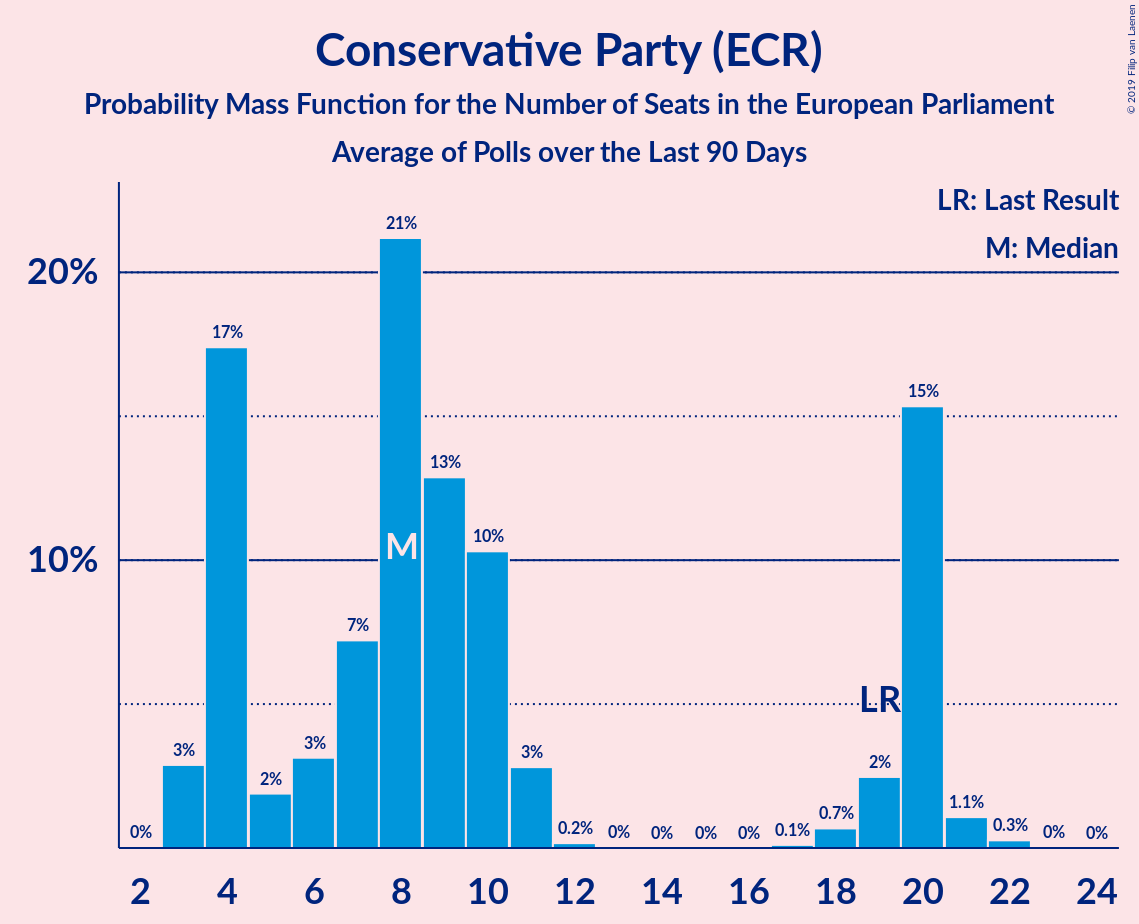 Conservative Party (ECR)
Probability Mass Function for the Number of Seats in the European Parliament
Average of Polls over the Last 90 Days
© 2019 Filip van Laenen
LR: Last Result
M: Median
20%
10%
0%
3%
17%
2%
3%
7%
21%
13%
10%
3%
0.2%
0%
0%
0%
0%
0.1%
0.7%
2%
15%
1.1%
0.3%
0%
0%
M
LR
2 4 6 8 10 12 14 16 18 20 22 24